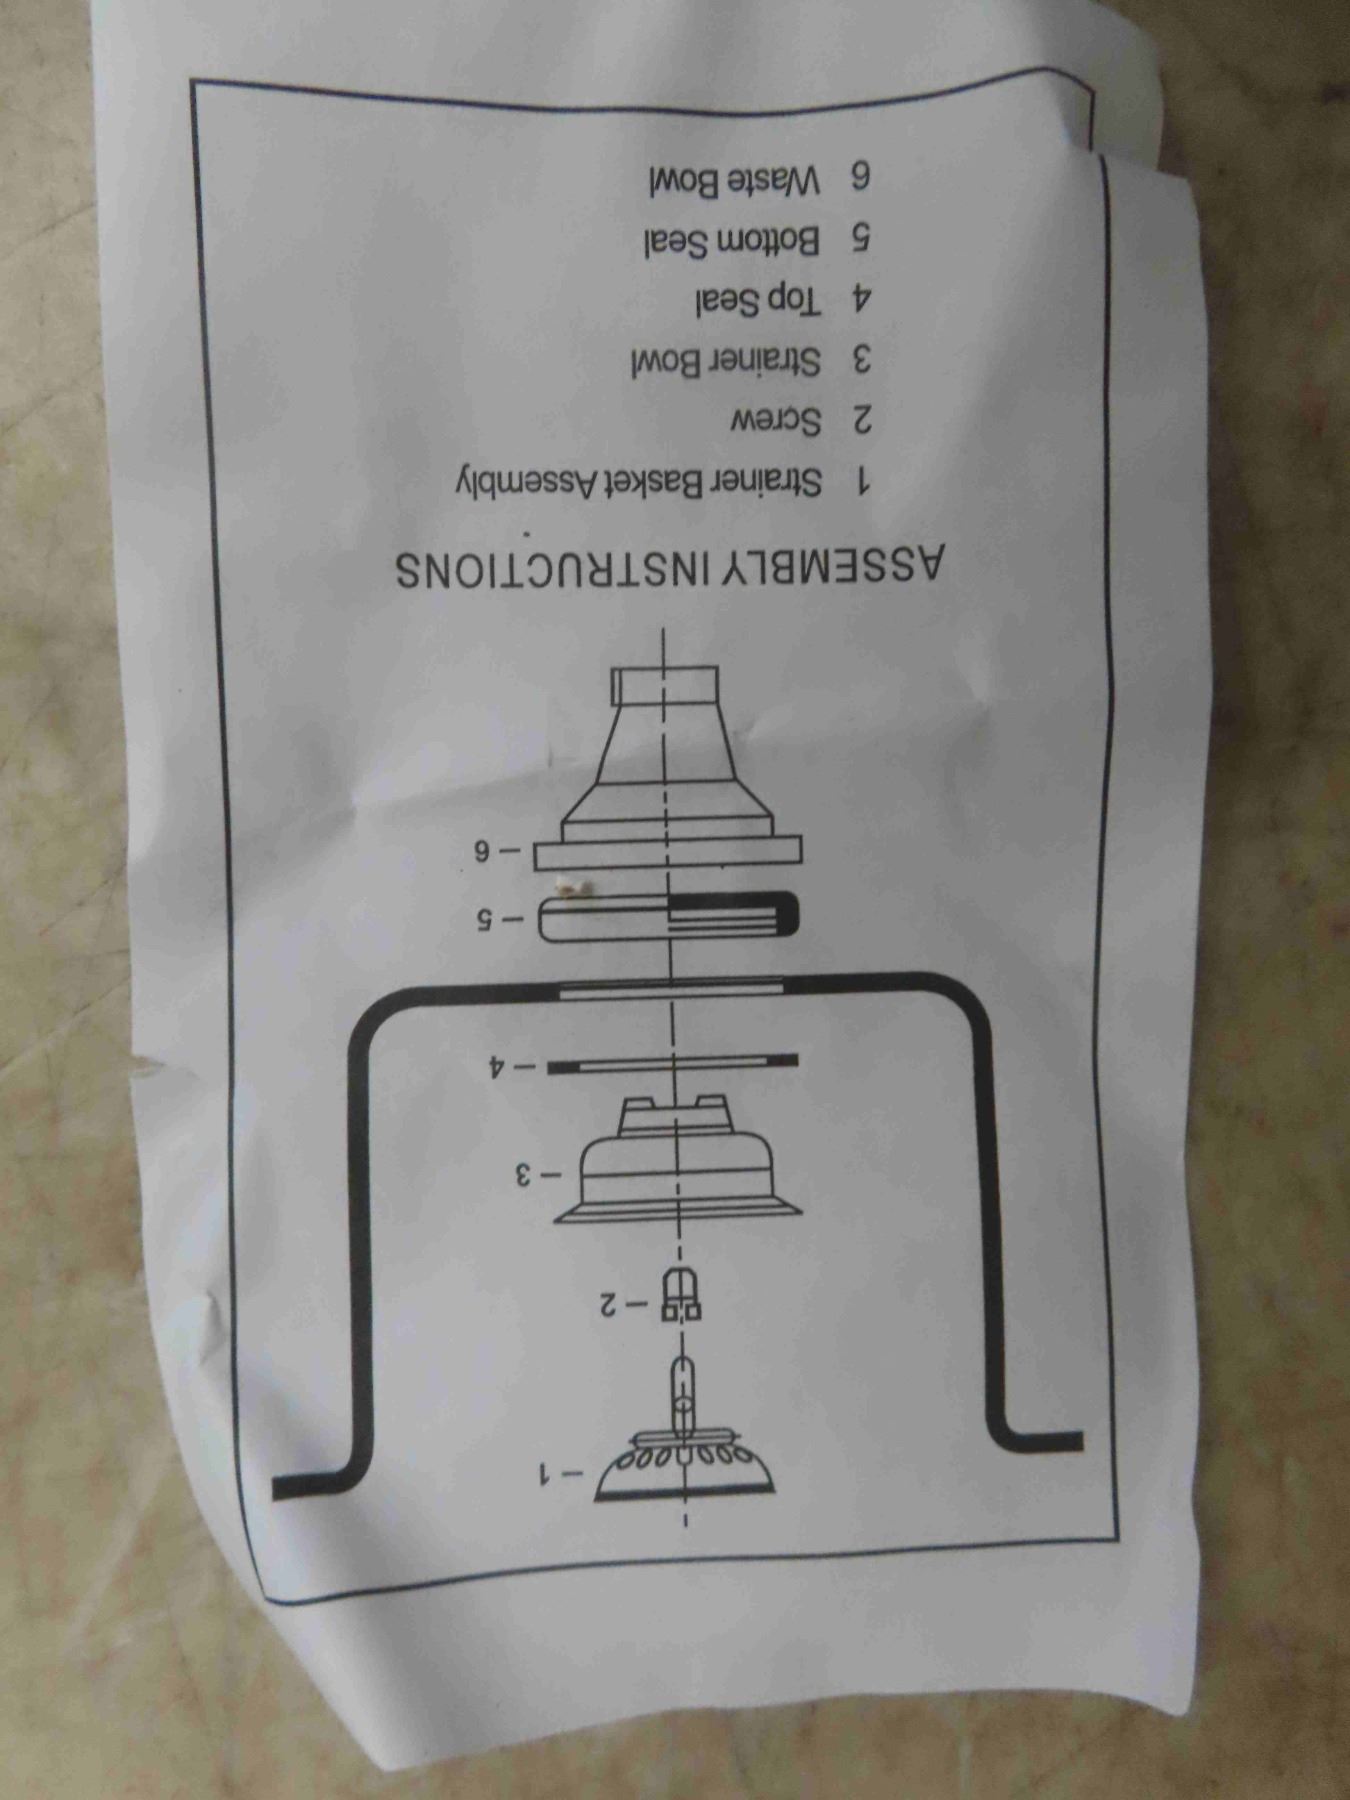 – 1
– 2
– 3
– 4
– 5
– 6
ASSEMBLY INSTRUCTIONS
1 Strainer Basket Assembly
2 Screw
3 Strainer Bowl
4 Top Seal
5 Bottom Seal
6 Waste Bowl